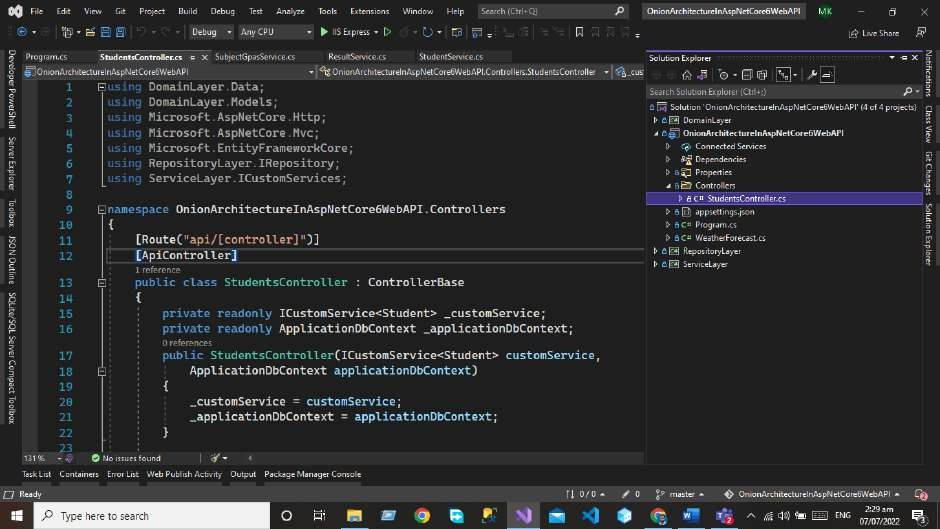 File Edit View Git Project Build Debug Test Analyze Tools Extensions Window Help Search (Ctrl+Q) OnionArchitectureInAspNetCore6WebAPI MK
Debug Any CPU IIS Express Live Share
Program.cs StudentsController.cs SubjectGpasService.cs ResultService.cs StudentService.cs
OnionArchitectureInAspNetCore6WebAPI OnionArchitectureInAspNetCore6WebAPI.Controllers.StudentsController _cus
1 using DomainLayer.Data;
2 using DomainLayer.Models;
3 using Microsoft.AspNetCore.Http;
4 using Microsoft.AspNetCore.Mvc;
5 using Microsoft.EntityFrameworkCore;
6 using RepositoryLayer.IRepository;
7 using ServiceLayer.ICustomServices;
8
9 namespace OnionArchitectureInAspNetCore6WebAPI.Controllers
10 {
11 [Route("api/[controller]")]
12 [ApiController]
1 reference
13 public class StudentsController : ControllerBase
14 {
15 private readonly ICustomService<Student> _customService;
16 private readonly ApplicationDbContext _applicationDbContext;
0 references
17 public StudentsController(ICustomService<Student> customService,
18 ApplicationDbContext applicationDbContext)
19 {
20 _customService = customService;
21 _applicationDbContext = applicationDbContext;
22 }
23
131 % No issues found
Developer PowerShell
Server Explorer
Toolbox
JSON Outline
SQLite/SQL Server Compact Toolbox
Solution Explorer
Search Solution Explorer (Ctrl+;)
Solution 'OnionArchitectureInAspNetCore6WebAPI' (4 of 4 projects)
DomainLayer
OnionArchitectureInAspNetCore6WebAPI
Connected Services
Dependencies
Properties
Controllers
C# StudentsController.cs
appsettings.json
C# Program.cs
C# WeatherForecast.cs
RepositoryLayer
ServiceLayer
Notifications
Class View
Git Changes
Solution Explorer
Task List Containers Error List Web Publish Activity Output Package Manager Console
Ready 0 / 0 0 master OnionArchitectureInAspNetCore6WebAPI 2
Type here to search ENG 2:29 am
07/07/2022 3